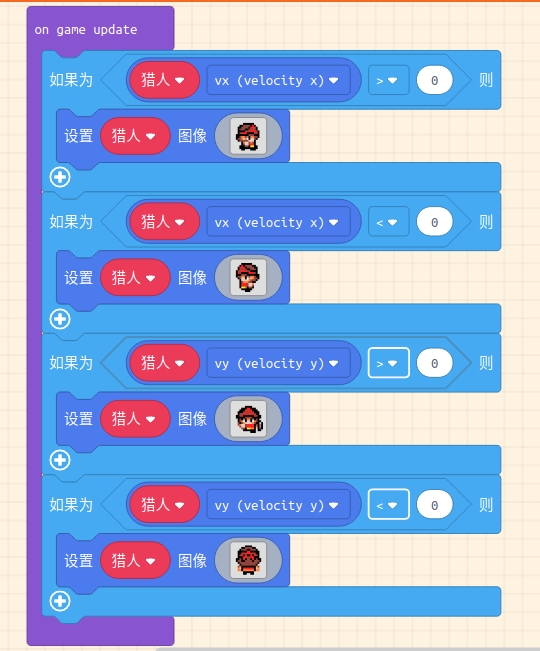 on game update
如果为 猎人 vx (velocity x) > 0 则
设置 猎人 图像
如果为 猎人 vx (velocity x) < 0 则
设置 猎人 图像
如果为 猎人 vy (velocity y) > 0 则
设置 猎人 图像
如果为 猎人 vy (velocity y) < 0 则
设置 猎人 图像